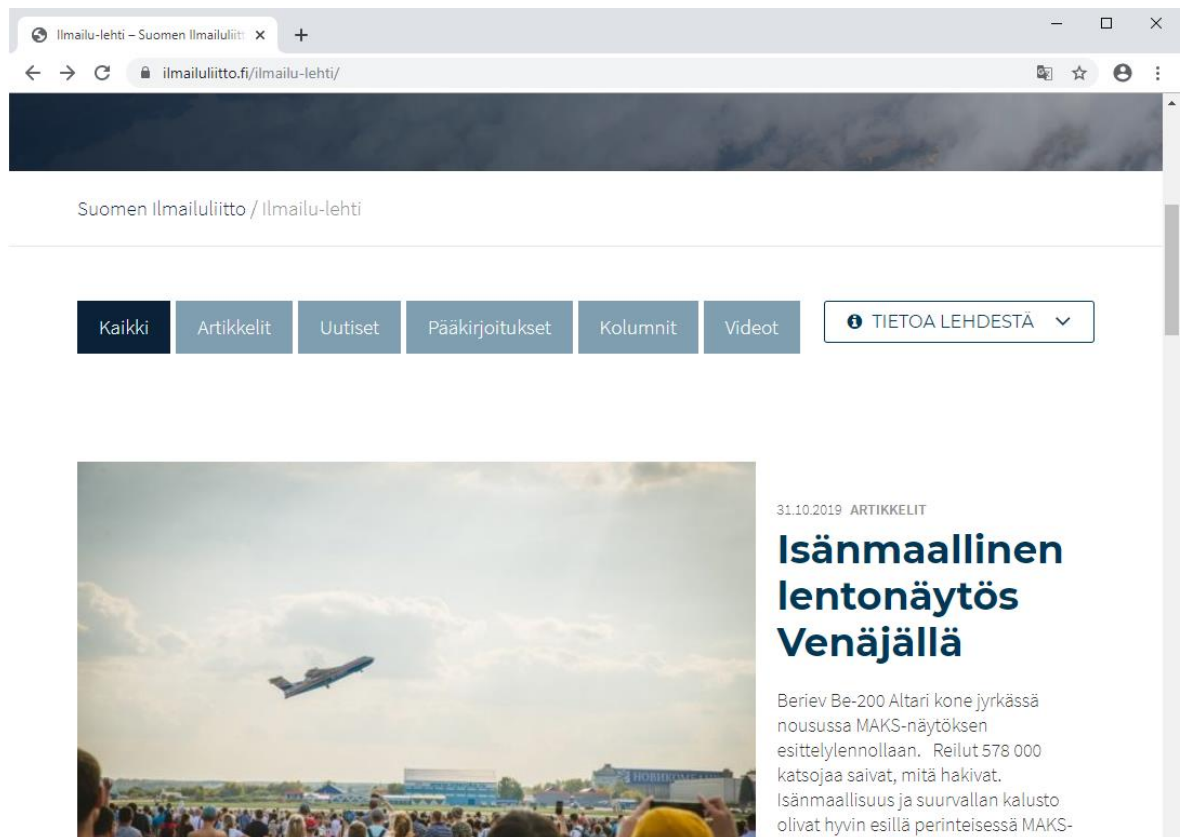 Ilmailu-lehti – Suomen Ilmailuliitt
ilmailuliitto.fi/ilmailu-lehti/
Suomen Ilmailuliitto / Ilmailu-lehti
Kaikki Artikkelit Uutiset Pääkirjoitukset Kolumnit Videot TIETOA LEHDESTÄ
31.10.2019 ARTIKKELIT
Isänmaallinen
lentonäytös
Venäjällä
Beriev Be-200 Altari kone jyrkässä
nousussa MAKS-näytöksen
esittelylennollaan. Reilut 578 000
katsojaa saivat, mitä hakivat.
Isänmaallisuus ja suurvallan kalusto
olivat hyvin esillä perinteisessä MAKS-